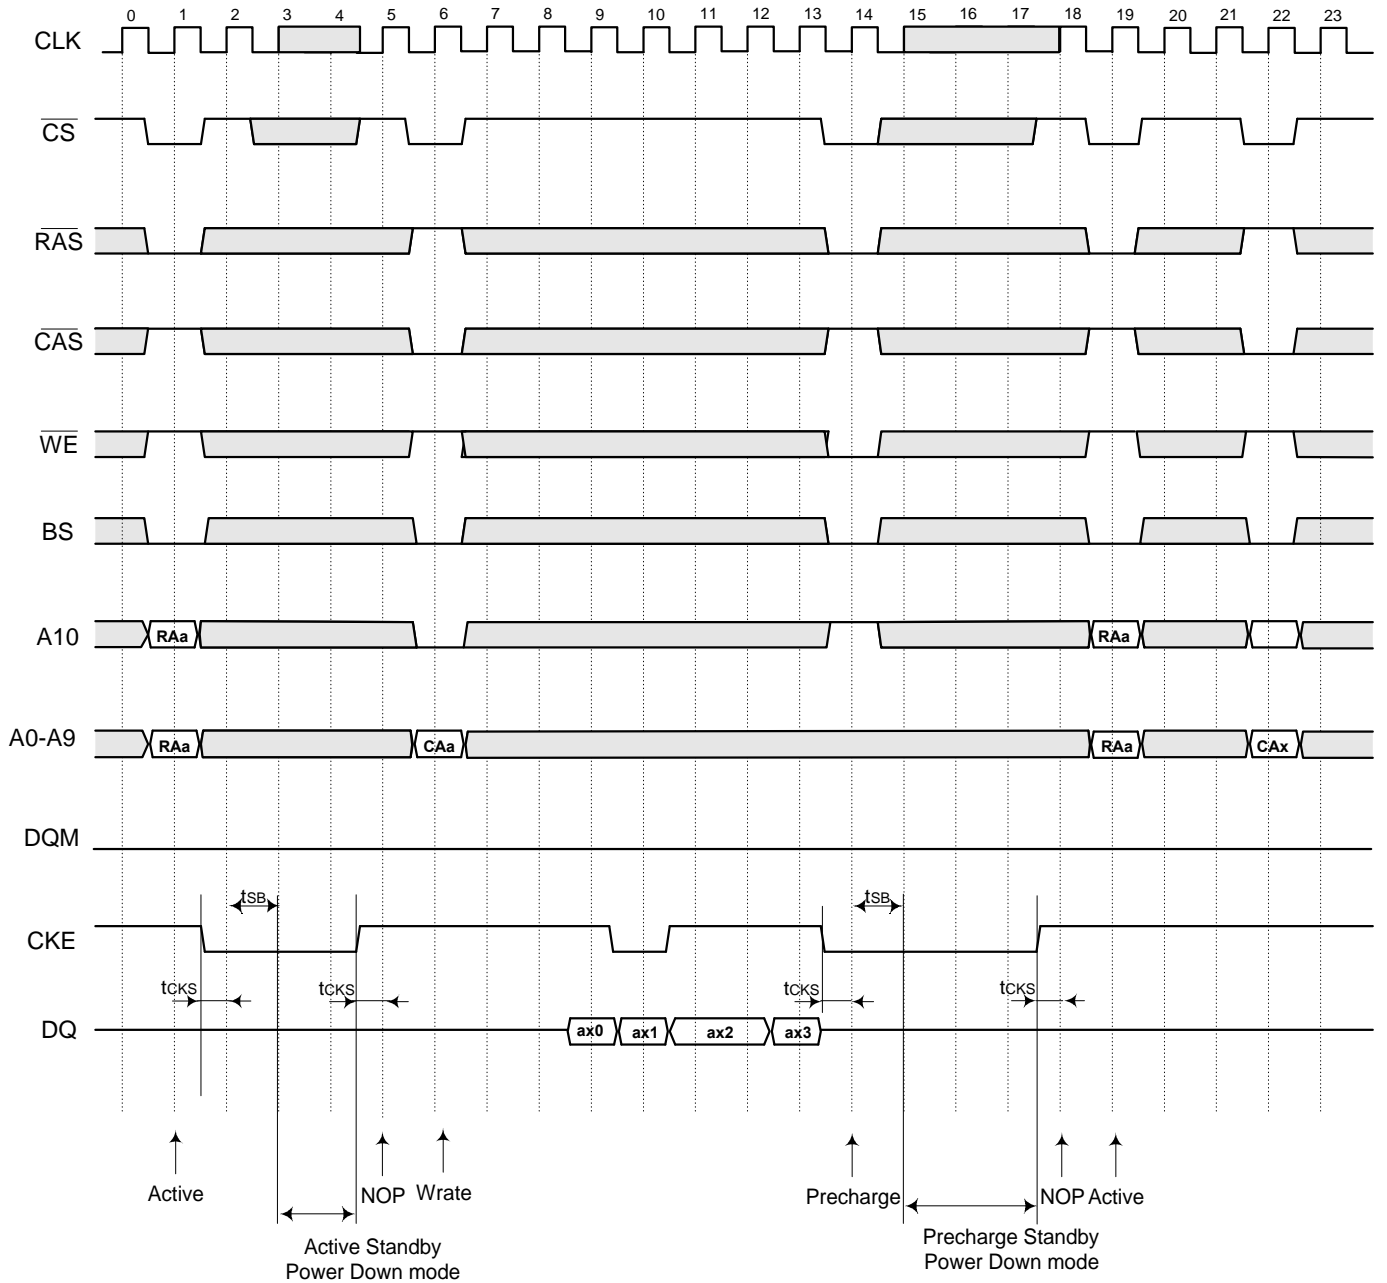 0 1 2 3 4 5 6 7 8 9 10 11 12 13 14 15 16 17 18 19 20 21 22 23
CLK
CS
RAS
CAS
WE
BS
A10 RAa RAa
A0-A9 RAa CAa RAa CAx
DQM
tSB tSB
CKE
tCKS tCKS tCKS tCKS
DQ ax0 ax1 ax2 ax3
Active NOP Wrate Precharge NOP Active
Active Standby
Power Down mode
Precharge Standby
Power Down mode